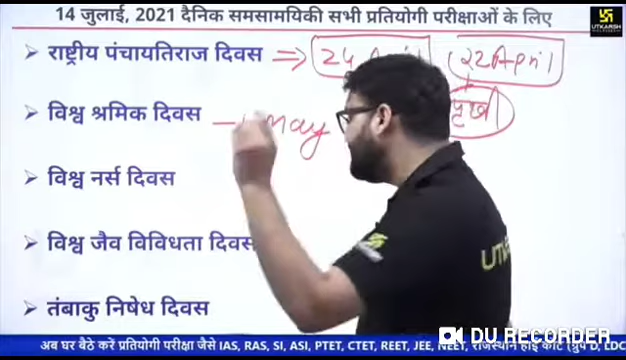 14 जुलाई, 2021 दैनिक समसामयिकी सभी प्रतियोगी परीक्षाओं के लिए
UTKARSH
➢ राष्ट्रीय पंचायतिराज दिवस ⇒ 24 April 22 April
➢ विश्व श्रमिक दिवस May पृथ्वी
➢ विश्व नर्स दिवस
➢ विश्व जैव विविधता दिवस
UTK
➢ तंबाकु निषेध दिवस
DU RECORDER
अब घर बैठे करें प्रतियोगी परीक्षा जैसे IAS, RAS, SI, ASI, PTET, CTET, REET, JEE, NEET, राजस्थान हाई कोर्ट (ग्रुप D, LDC